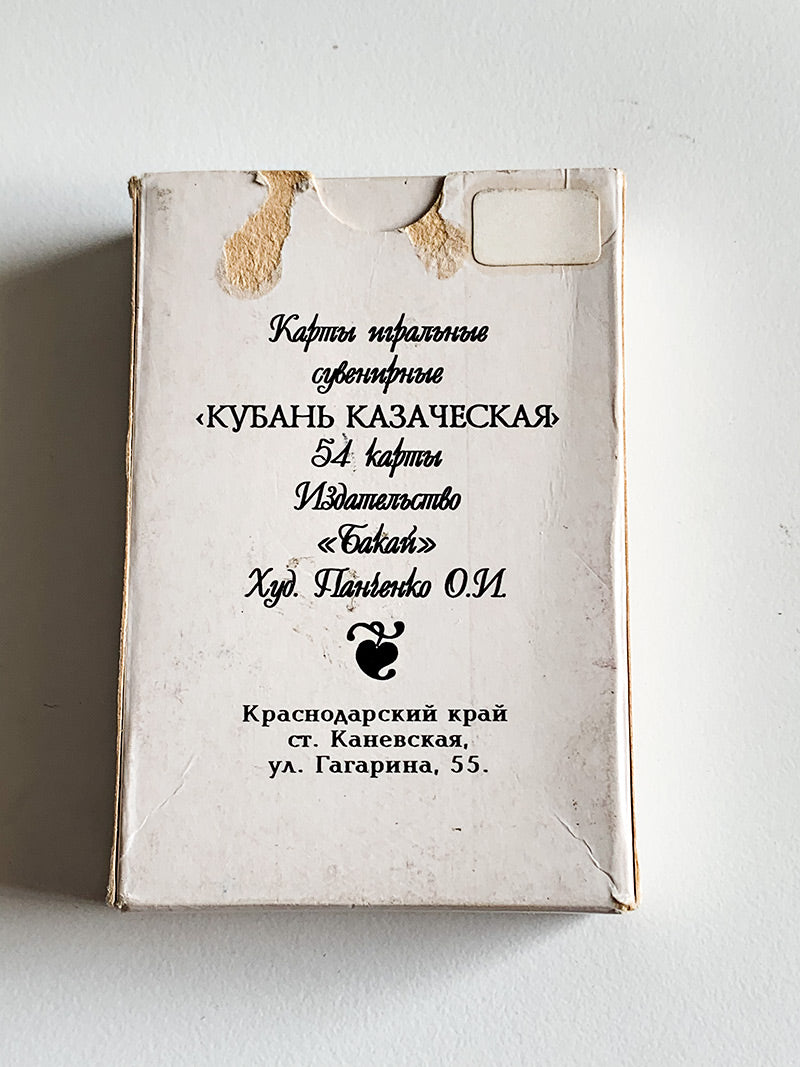 Карты игральные
сувенирные
‹КУБАНЬ КАЗАЧЕСКАЯ›
54 карты
Издательство
«Бакай»
Худ. Панченко О.И.
Краснодарский край
ст. Каневская,
ул. Гагарина, 55.